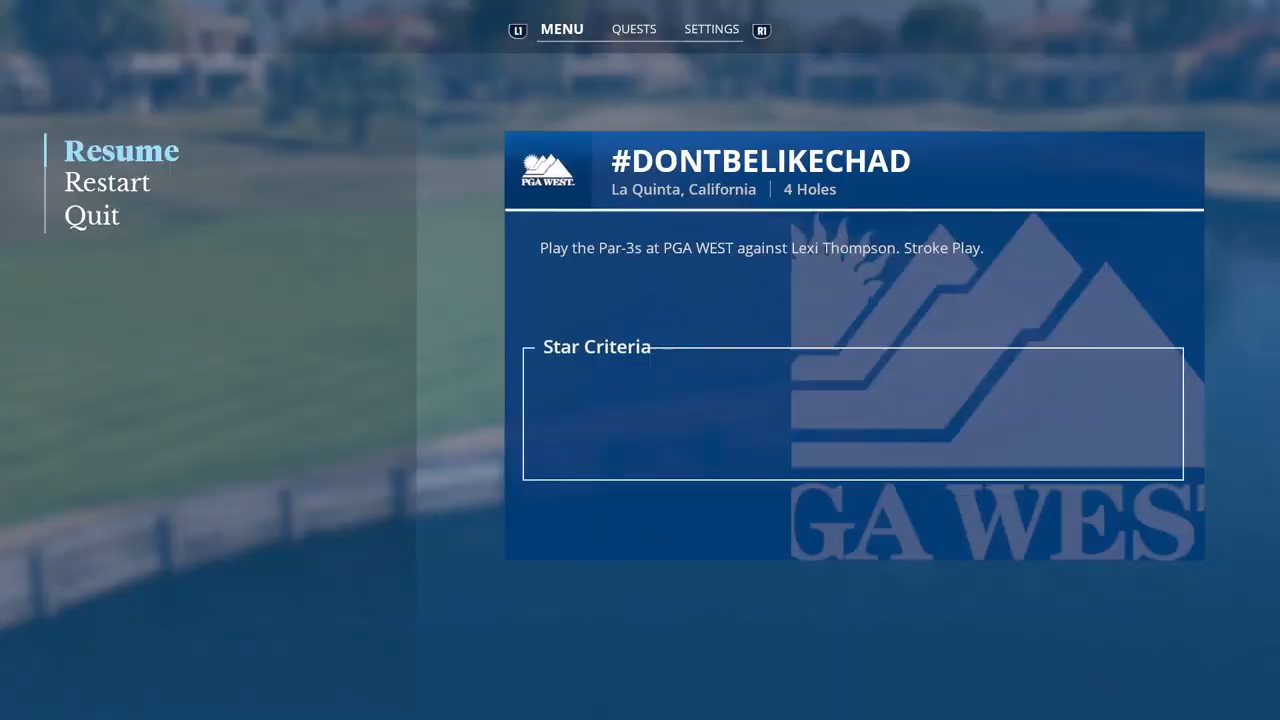 L1 MENU QUESTS SETTINGS R1
Resume
Restart
Quit
PGA WEST.
#DONTBELIKECHAD
La Quinta, California | 4 Holes
Play the Par-3s at PGA WEST against Lexi Thompson. Stroke Play.
Star Criteria
GA WEST